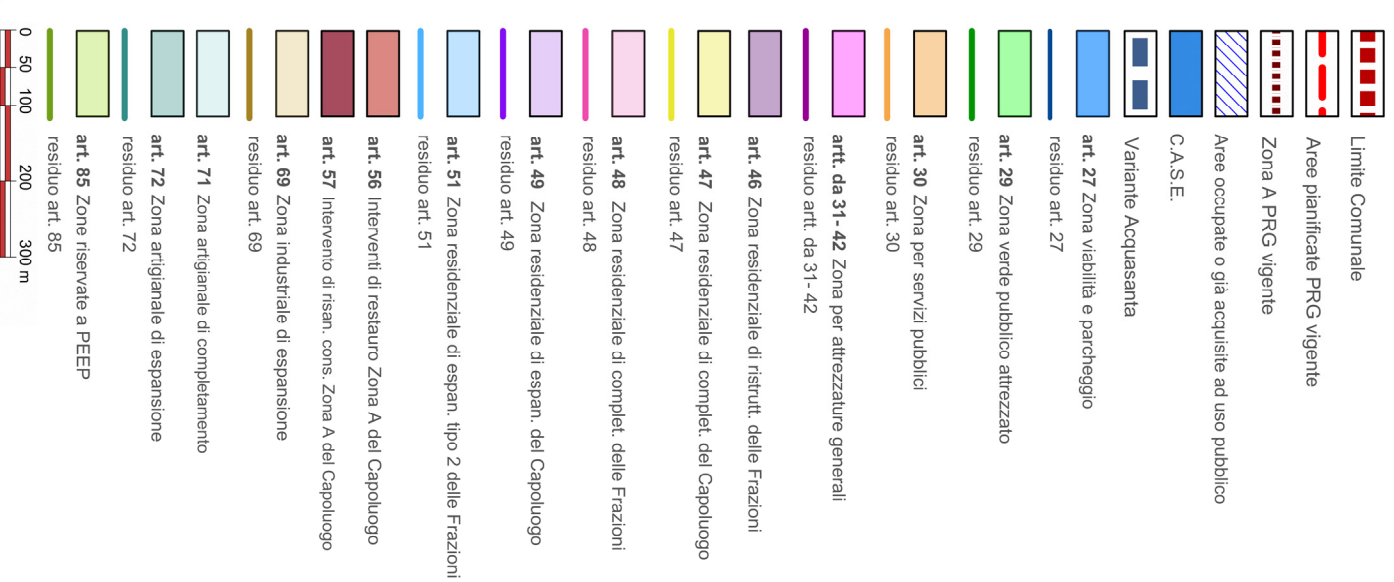 Limite Comunale
Aree pianificate PRG vigente
Zona A PRG vigente
Aree occupate o già acquisite ad uso pubblico
C.A.S.E.
Variante Acquasanta
art. 27 Zona viabilità e parcheggio
residuo art. 27
art. 29 Zona verde pubblico attrezzato
residuo art. 29
art. 30 Zona per servizi pubblici
residuo art. 30
artt. da 31- 42 Zona per attrezzature generali
residuo artt. da 31- 42
art. 46 Zona residenziale di ristrutt. delle Frazioni
art. 47 Zona residenziale di complet. del Capoluogo
residuo art. 47
art. 48 Zona residenziale di complet. delle Frazioni
residuo art. 48
art. 49 Zona residenziale di espan. del Capoluogo
residuo art. 49
art. 51 Zona residenziale di espan. tipo 2 delle Frazioni
residuo art. 51
art. 56 Interventi di restauro Zona A del Capoluogo
art. 57 Intervento di risan. cons. Zona A del Capoluogo
art. 69 Zona industriale di espansione
residuo art. 69
art. 71 Zona artigianale di completamento
art. 72 Zona artigianale di espansione
residuo art. 72
art. 85 Zone riservate a PEEP
residuo art. 85
0 50 100 200 300 m